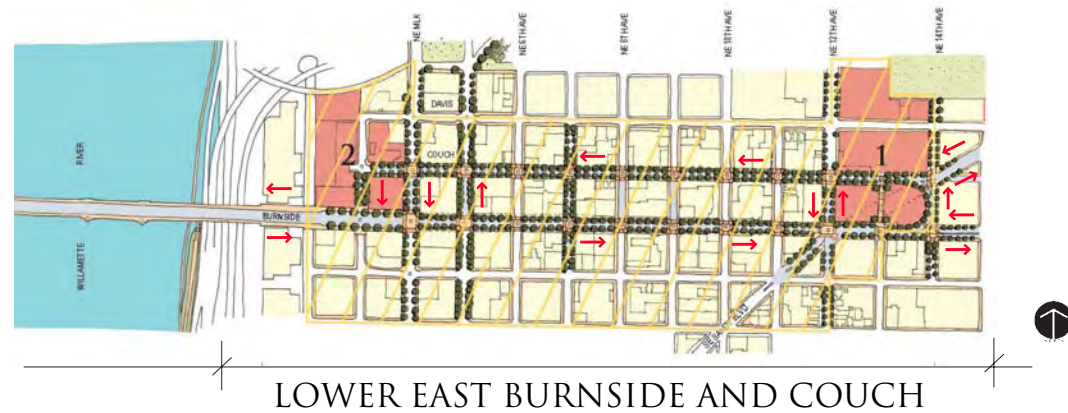 NE MLK
NE 6TH AVE
NE 8TH AVE
NE 10TH AVE
NE 12TH AVE
NE 14TH AVE
DAVIS
2
COUCH
1
RIVER
BURNSIDE
WILLAMETTE
LOWER EAST BURNSIDE AND COUCH